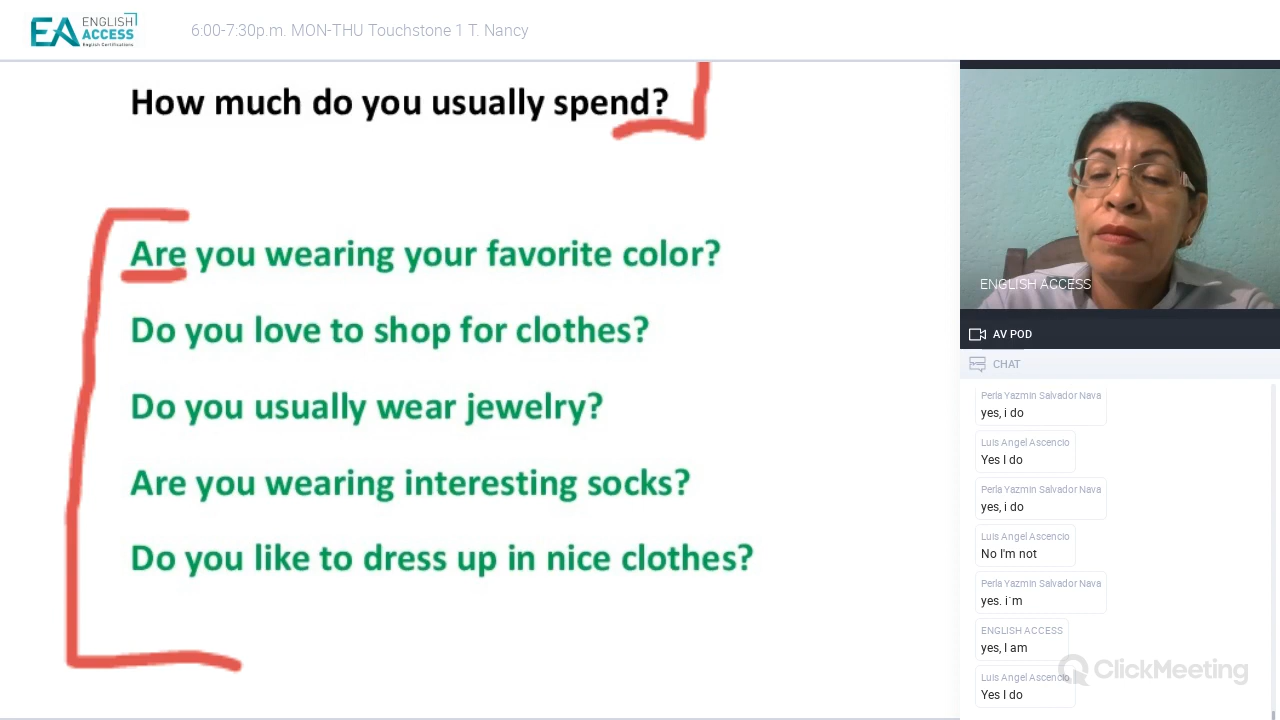 ENGLISH
ACCESS
English Certifications
6:00-7:30p.m. MON-THU Touchstone 1 T. Nancy
How much do you usually spend?
Are you wearing your favorite color?
Do you love to shop for clothes?
Do you usually wear jewelry?
Are you wearing interesting socks?
Do you like to dress up in nice clothes?
ENGLISH ACCESS
AV POD
CHAT
Perla Yazmin Salvador Nava
yes, i do
Luis Angel Ascencio
Yes I do
Perla Yazmin Salvador Nava
yes, i do
Luis Angel Ascencio
No I'm not
Perla Yazmin Salvador Nava
yes. i´m
ENGLISH ACCESS
yes, I am
Luis Angel Ascencio
Yes I do
ClickMeeting